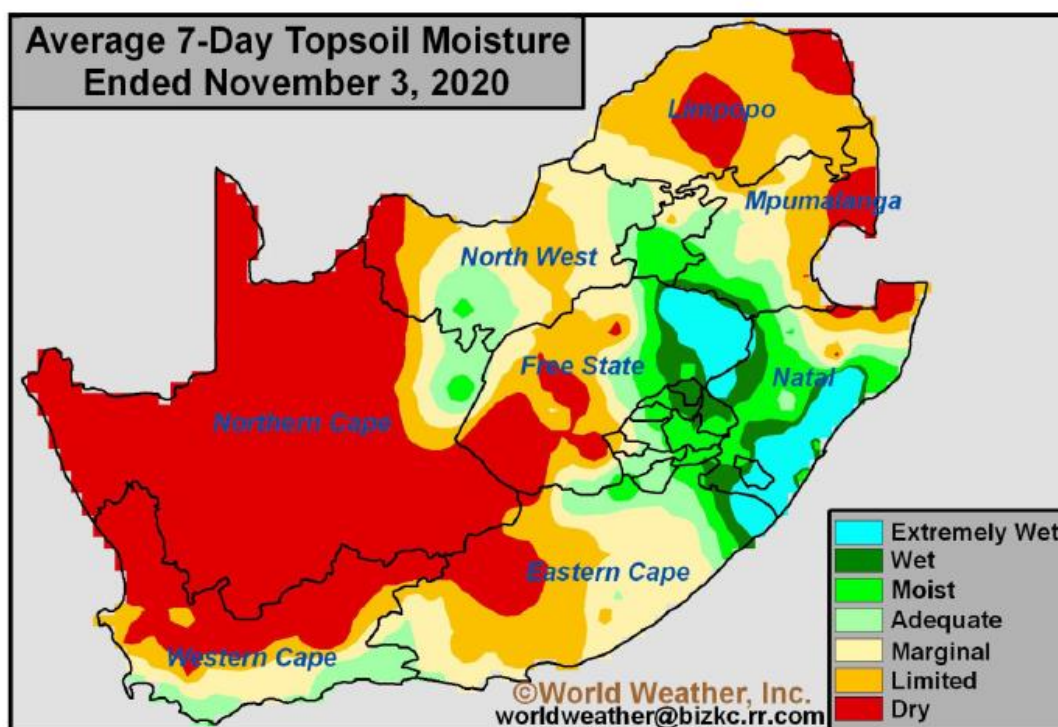 Average 7-Day Topsoil Moisture
Ended November 3, 2020
Limpopo
Mpumalanga
North West
Free State
Natal
Northern Cape
Eastern Cape
Western Cape
Extremely Wet
Wet
Moist
Adequate
Marginal
Limited
Dry
©World Weather, Inc.
worldweather@bizkc.rr.com